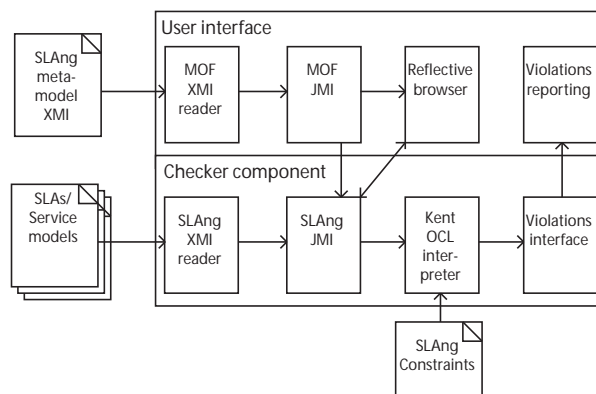 User interface
SLAng
meta-
model
XMI
MOF
XMI
reader
MOF
JMI
Reflective
browser
Violations
reporting
Checker component
SLAs/
Service
models
SLAng
XMI
reader
SLAng
JMI
Kent
OCL
inter-
preter
Violations
interface
SLAng
Constraints